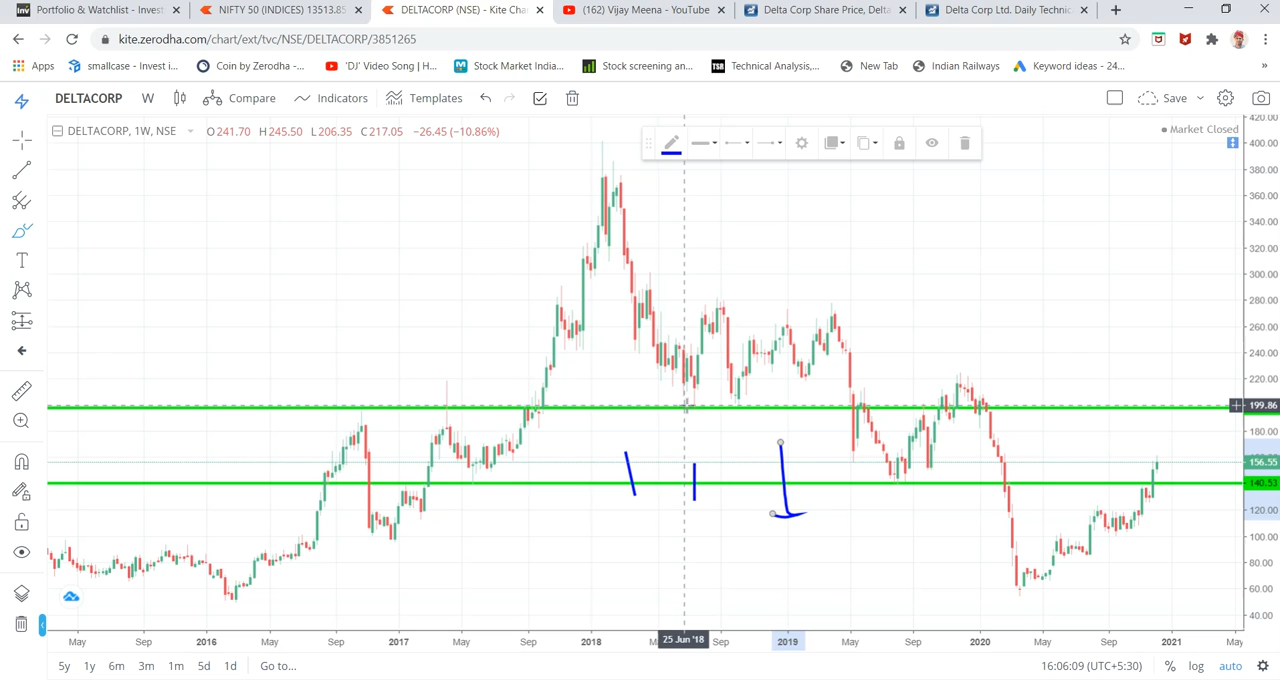 Portfolio & Watchlist - Invest
NIFTY 50 (INDICES) 13513.85
DELTACORP (NSE) - Kite Cha
(162) Vijay Meena - YouTube
Delta Corp Share Price, Delta
Delta Corp Ltd. Daily Technic
kite.zerodha.com/chart/ext/tvc/NSE/DELTACORP/3851265
Apps smallcase - Invest i... Coin by Zerodha -... 'DJ' Video Song | H... Stock Market India... Stock screening an... TSR Technical Analysis,... New Tab Indian Railways Keyword ideas - 24... »
DELTACORP W Compare Indicators Templates Save
DELTACORP, 1W, NSE O241.70 H245.50 L206.35 C217.05 −26.45 (−10.86%)
Market Closed
420.00
400.00
380.00
360.00
340.00
320.00
300.00
280.00
260.00
240.00
220.00
199.86
180.00
156.55
140.53
120.00
100.00
80.00
60.00
40.00
May Sep 2016 May Sep 2017 May Sep 2018 25 Jun '18 Sep 2019 May Sep 2020 May Sep 2021 May
5y 1y 6m 3m 1m 5d 1d Go to... 16:06:09 (UTC+5:30) % log auto